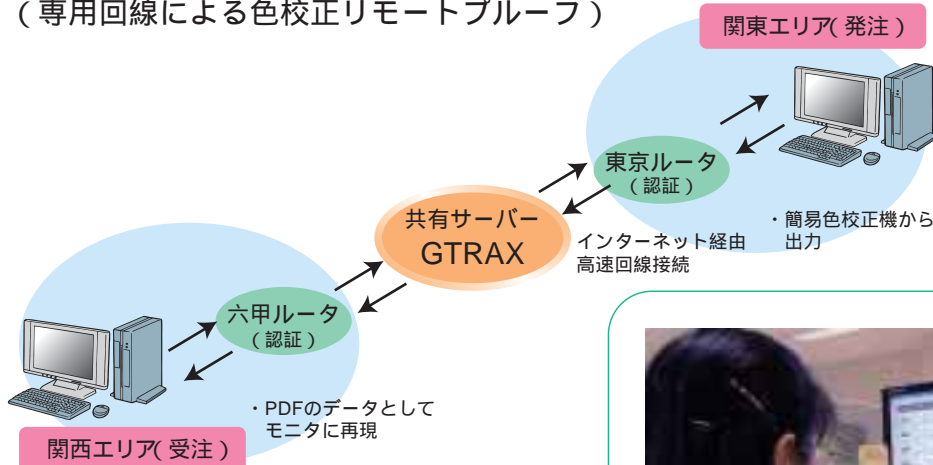 （専用回線による色校正リモートプルーフ）
関東エリア（発注）
東京ルータ
（認証）
・簡易色校正機から
出力
共有サーバー
GTRAX
インターネット経由
高速回線接続
六甲ルータ
（認証）
・PDFのデータとして
モニタに再現
関西エリア（受注）